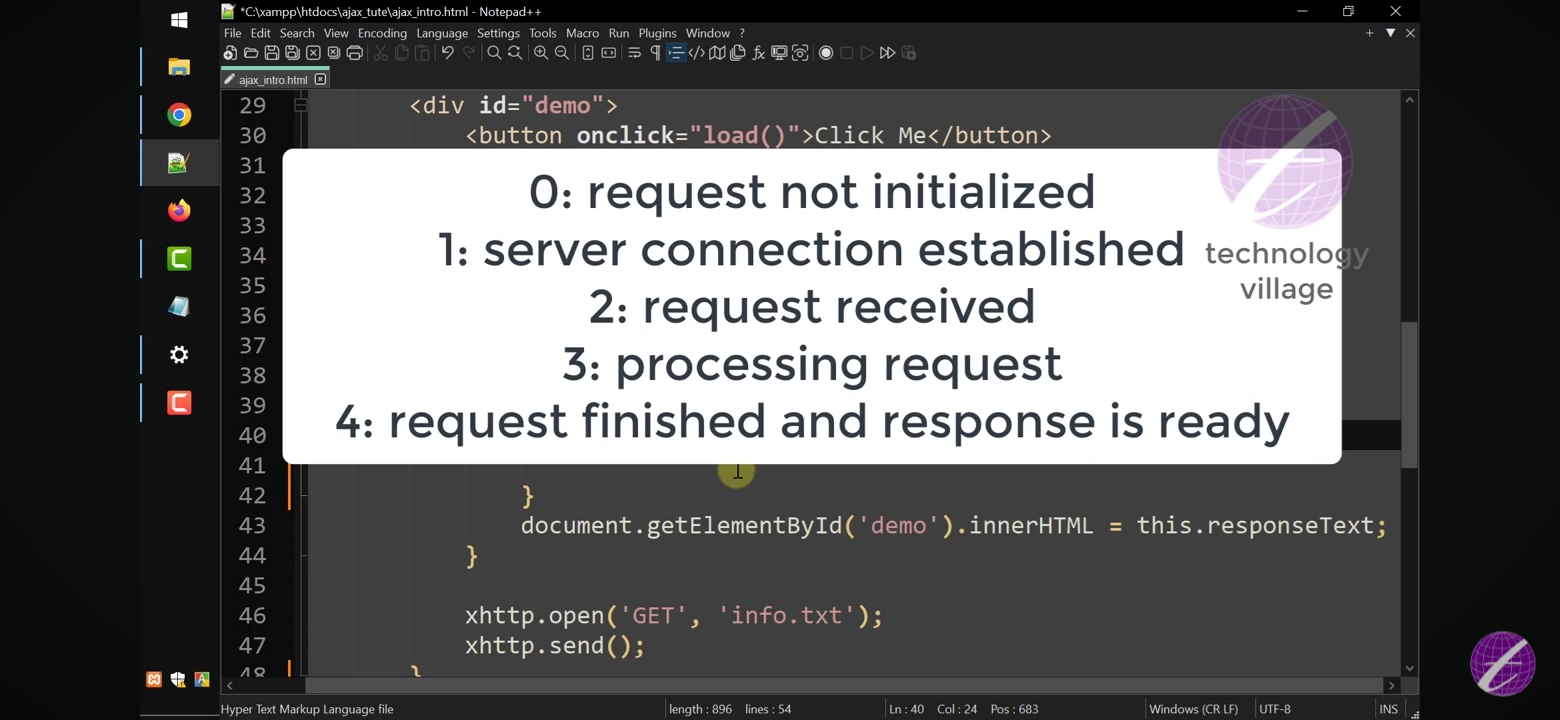 *C:\xampp\htdocs\ajax_tute\ajax_intro.html - Notepad++
File Edit Search View Encoding Language Settings Tools Macro Run Plugins Window ?
ajax_intro.html
29 <div id="demo">
30 <button onclick="load()">Click Me</button>
31
32
33
34
35
36
37
38
39
40
0: request not initialized
1: server connection established
2: request received
3: processing request
4: request finished and response is ready
technology
village
41
42 }
43 document.getElementById('demo').innerHTML = this.responseText;
44 }
45
46 xhttp.open('GET', 'info.txt');
47 xhttp.send();
48 }
Hyper Text Markup Language file length : 896 lines : 54 Ln : 40 Col : 24 Pos : 683 Windows (CR LF) UTF-8 INS